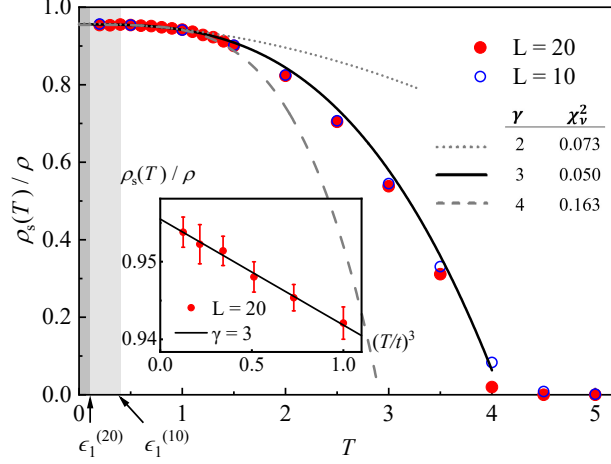 1.0
0.8
0.6
0.4
0.2
0.0
ρs(T) / ρ
L = 20
L = 10
γ χν²
2 0.073
3 0.050
4 0.163
ρs(T) / ρ
0.95
0.94
L = 20
γ = 3
0.0 0.5 1.0
(T/t)³
0 1 2 3 4 5
ϵ₁⁽²⁰⁾ ϵ₁⁽¹⁰⁾ T